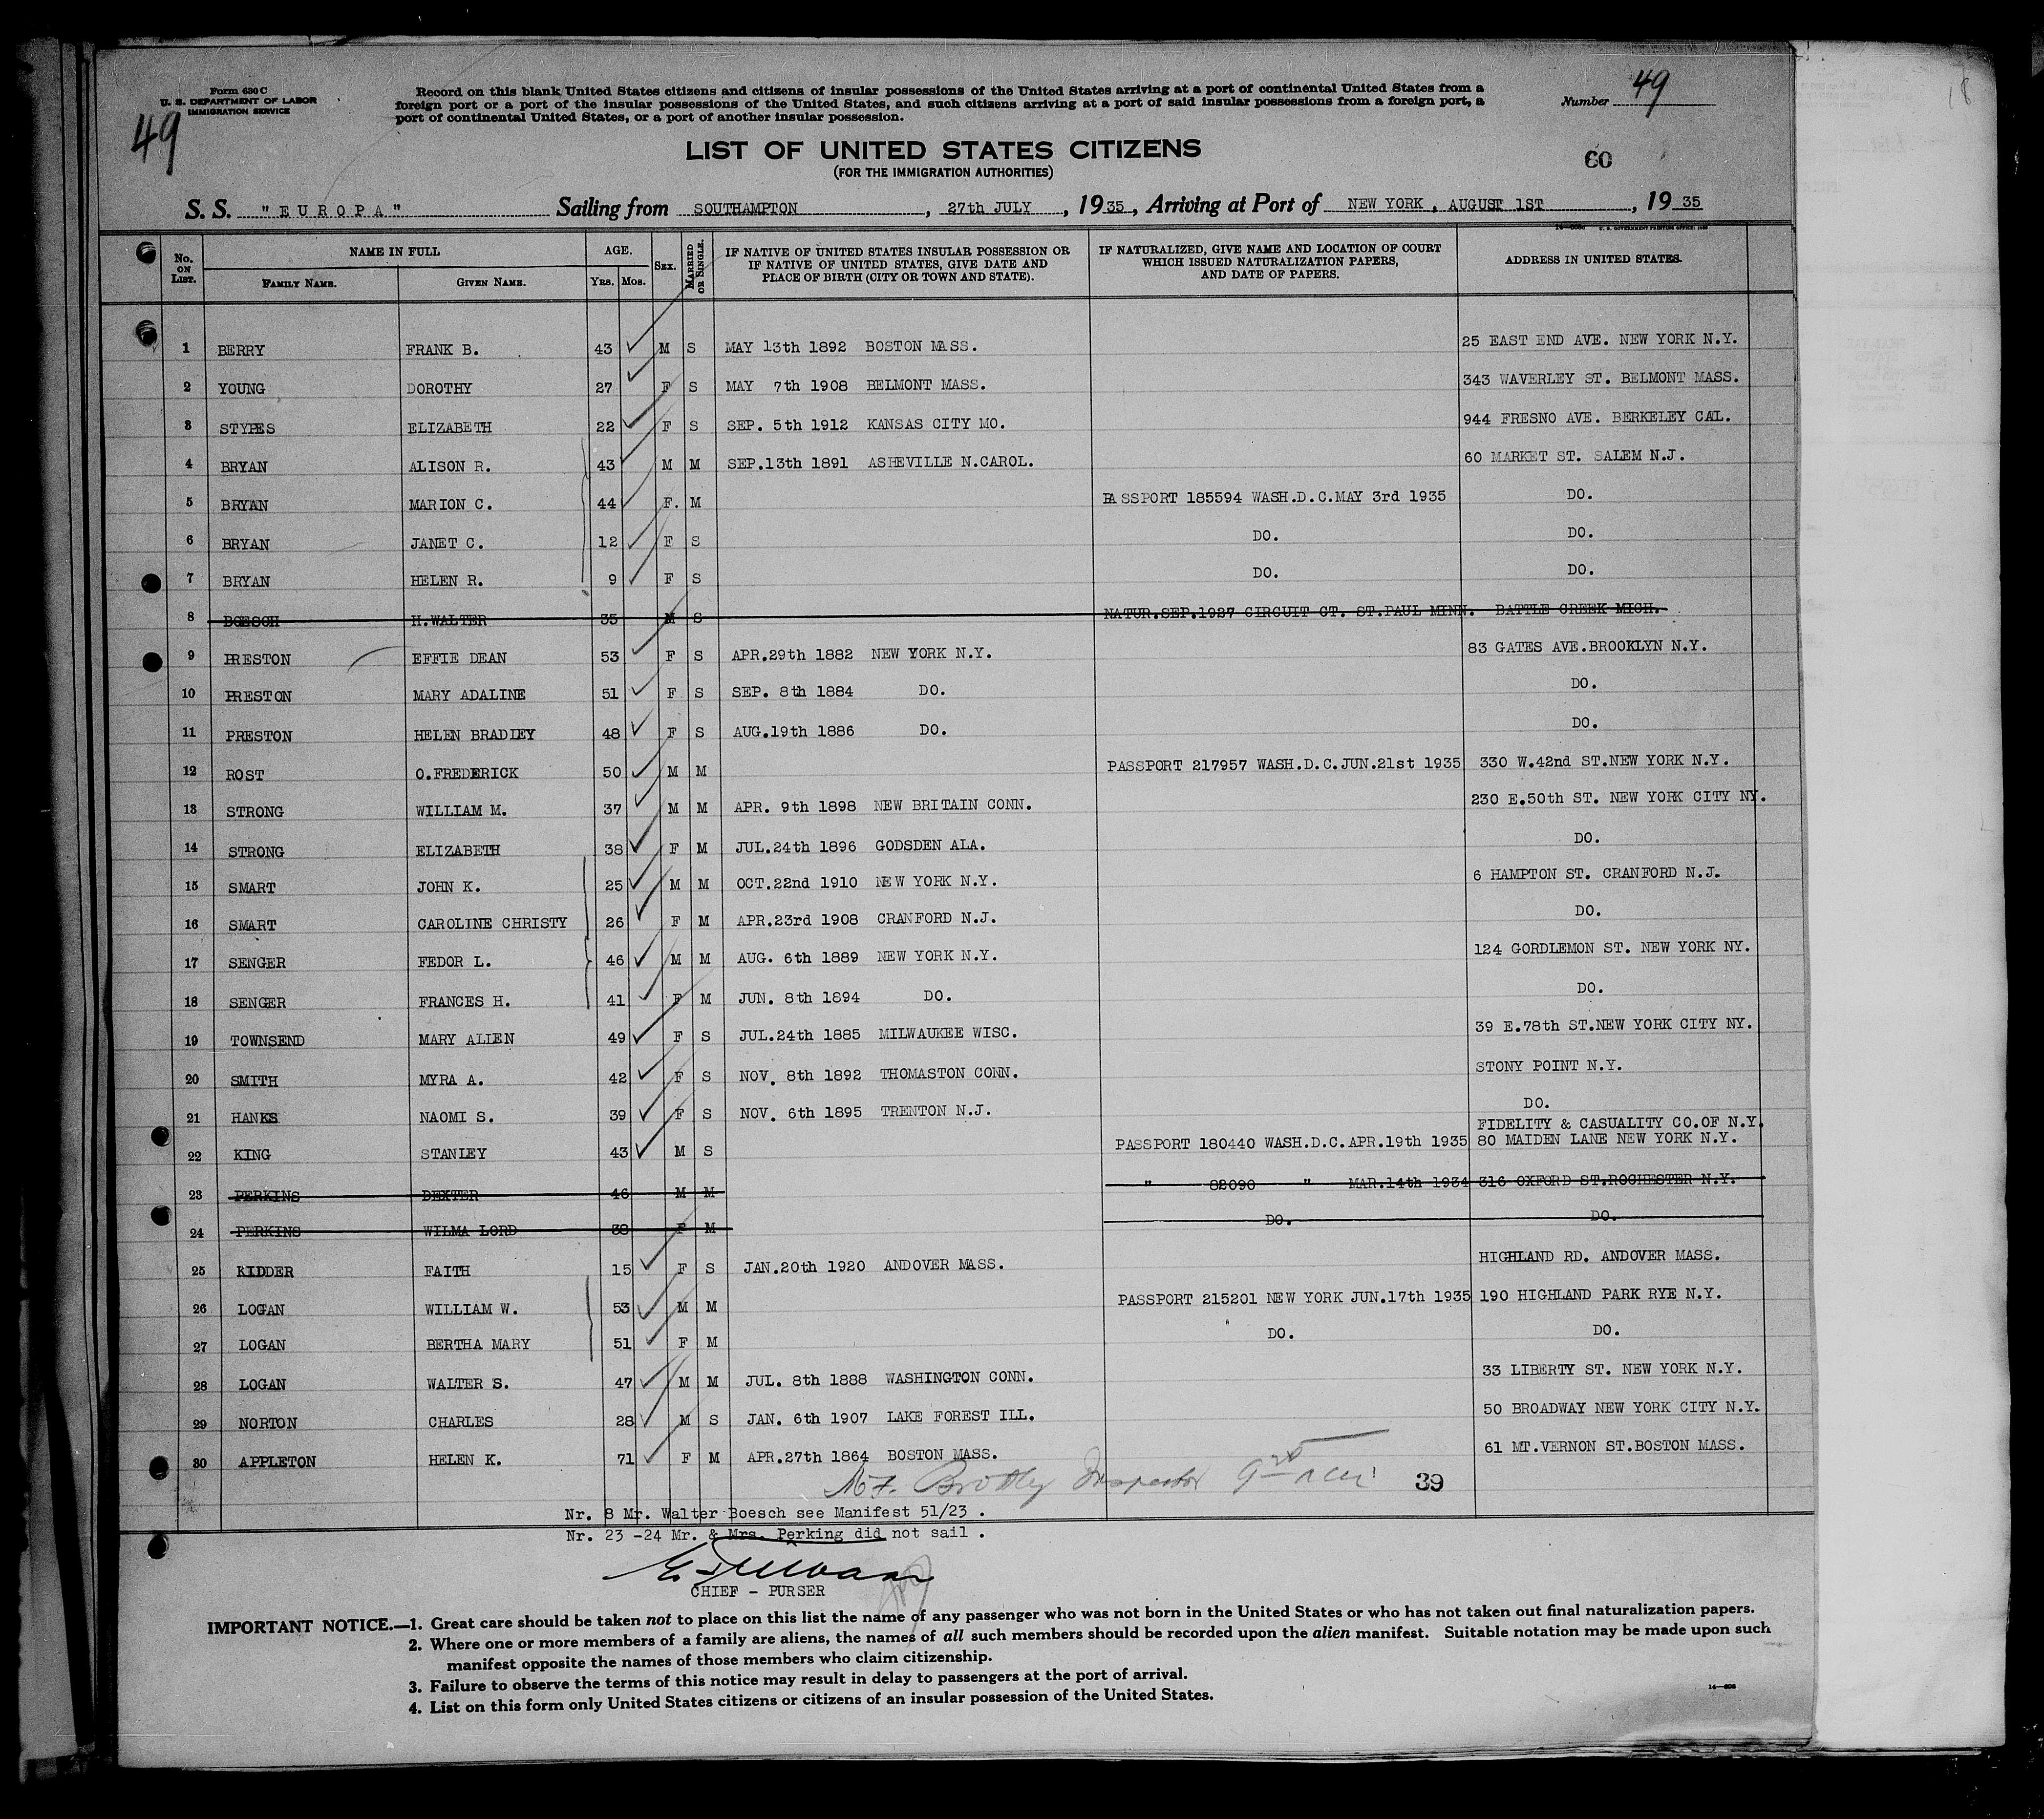 Form 630 C
U. S. DEPARTMENT OF LABOR
IMMIGRATION SERVICE
49
Record on this blank United States citizens and citizens of insular possessions of the United States arriving at a port of continental United States from a
foreign port or a port of the insular possessions of the United States, and such citizens arriving at a port of said insular possessions from a foreign port, a
port of continental United States, or a port of another insular possession.
Number 49
LIST OF UNITED STATES CITIZENS
(FOR THE IMMIGRATION AUTHORITIES)
60
S. S. "EUROPA" Sailing from SOUTHAMPTON, 27th JULY, 1935, Arriving at Port of NEW YORK, AUGUST 1ST, 1935
No. ON LIST. NAME IN FULL FAMILY NAME. GIVEN NAME. AGE. YRS. MOS. SEX. MARRIED OR SINGLE. IF NATIVE OF UNITED STATES INSULAR POSSESSION OR IF NATIVE OF UNITED STATES, GIVE DATE AND PLACE OF BIRTH (CITY OR TOWN AND STATE). IF NATURALIZED, GIVE NAME AND LOCATION OF COURT WHICH ISSUED NATURALIZATION PAPERS, AND DATE OF PAPERS. ADDRESS IN UNITED STATES.
1 BERRY FRANK B. 43 M S MAY 13th 1892 BOSTON MASS. 25 EAST END AVE. NEW YORK N.Y.
2 YOUNG DOROTHY 27 F S MAY 7th 1908 BELMONT MASS. 343 WAVERLEY ST. BELMONT MASS.
3 STYPES ELIZABETH 22 F S SEP. 5th 1912 KANSAS CITY MO. 944 FRESNO AVE. BERKELEY CAL.
4 BRYAN ALISON R. 43 M M SEP.13th 1891 ASHEVILLE N.CAROL. 60 MARKET ST. SALEM N.J.
5 BRYAN MARION C. 44 F. M PASSPORT 185594 WASH.D.C.MAY 3rd 1935 DO.
6 BRYAN JANET C. 12 F S DO. DO.
7 BRYAN HELEN R. 9 F S DO. DO.
8 BOESCH H.WALTER 35 M S NATUR.SEP.1927 CIRCUIT CT. ST.PAUL MINN. BATTLE CREEK MICH.
9 PRESTON EFFIE DEAN 53 F S APR.29th 1882 NEW YORK N.Y. 83 GATES AVE.BROOKLYN N.Y.
10 PRESTON MARY ADALINE 51 F S SEP. 8th 1884 DO. DO.
11 PRESTON HELEN BRADLEY 48 F S AUG.19th 1886 DO. DO.
12 ROST O.FREDERICK 50 M M PASSPORT 217957 WASH.D.C.JUN.21st 1935 330 W.42nd ST.NEW YORK N.Y.
13 STRONG WILLIAM M. 37 M M APR. 9th 1898 NEW BRITAIN CONN. 230 E.50th ST. NEW YORK CITY NY.
14 STRONG ELIZABETH 38 F M JUL.24th 1896 GODSDEN ALA. DO.
15 SMART JOHN K. 25 M M OCT.22nd 1910 NEW YORK N.Y. 6 HAMPTON ST. CRANFORD N.J.
16 SMART CAROLINE CHRISTY 26 F M APR.23rd 1908 CRANFORD N.J. DO.
17 SENGER FEDOR L. 46 M M AUG. 6th 1889 NEW YORK N.Y. 124 GORDLEMON ST. NEW YORK NY.
18 SENGER FRANCES H. 41 F M JUN. 8th 1894 DO. DO.
19 TOWNSEND MARY ALLEN 49 F S JUL.24th 1885 MILWAUKEE WISC. 39 E.78th ST.NEW YORK CITY NY.
20 SMITH MYRA A. 42 F S NOV. 8th 1892 THOMASTON CONN. STONY POINT N.Y.
21 HANKS NAOMI S. 39 F S NOV. 6th 1895 TRENTON N.J. DO.
FIDELITY & CASUALITY CO.OF N.Y.
22 KING STANLEY 43 M S PASSPORT 180440 WASH.D.C.APR.19th 1935 80 MAIDEN LANE NEW YORK N.Y.
23 PERKINS DEXTER 46 M M " 82090 " MAR.14th 1934 316 OXFORD ST.ROCHESTER N.Y.
24 PERKINS WILMA LORD 38 F M DO. DO.
25 KIDDER FAITH 15 F S JAN.20th 1920 ANDOVER MASS. HIGHLAND RD. ANDOVER MASS.
26 LOGAN WILLIAM W. 53 M M PASSPORT 215201 NEW YORK JUN.17th 1935 190 HIGHLAND PARK RYE N.Y.
27 LOGAN BERTHA MARY 51 F M DO. DO.
28 LOGAN WALTER S. 47 M M JUL. 8th 1888 WASHINGTON CONN. 33 LIBERTY ST. NEW YORK N.Y.
29 NORTON CHARLES 28 M S JAN. 6th 1907 LAKE FOREST ILL. 50 BROADWAY NEW YORK CITY N.Y.
30 APPLETON HELEN K. 71 F M APR.27th 1864 BOSTON MASS. 61 MT.VERNON ST.BOSTON MASS.
Inspector 39
Nr. 8 Mr. Walter Boesch see Manifest 51/23 .
Nr. 23 -24 Mr. & Mrs. Perking did not sail .
CHIEF - PURSER
IMPORTANT NOTICE.—1. Great care should be taken not to place on this list the name of any passenger who was not born in the United States or who has not taken out final naturalization papers.
2. Where one or more members of a family are aliens, the names of all such members should be recorded upon the alien manifest. Suitable notation may be made upon such
manifest opposite the names of those members who claim citizenship.
3. Failure to observe the terms of this notice may result in delay to passengers at the port of arrival.
4. List on this form only United States citizens or citizens of an insular possession of the United States.